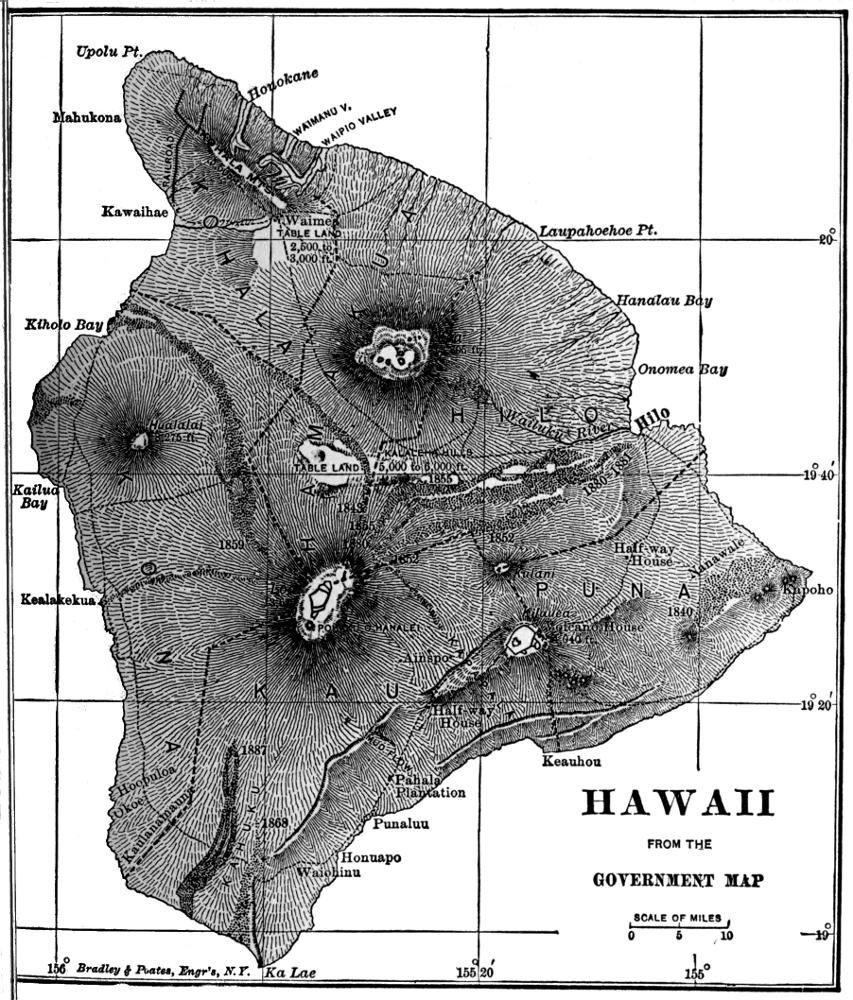 Upolu Pt.
Honokane
Mahukona
WAIMANU V.
WAIPIO VALLEY
KOHALA
Kawaihae
Waimea
TABLE LAND
2,500 to
3,000 ft.
Laupahoehoe Pt.
20°
HAMAKUA
Hanalau Bay
Kiholo Bay
Onomea Bay
HILO
Wailuku River
Hilo
Hualalai
8,275 ft.
KALAIEHA HILLS
TABLE LAND
5,000 to 6,000 ft.
19°40'
1855
1880-1881
Kailua
Bay
1843
1855
1859
1852
1852
Half-way
House
Nanawale
Kulani
KONA
PUNA
Kapoho
Kealakekua
1840
Kilauea
Volcano House
Ainapo
KAU
19°20'
Half-way
House
1887
Keauhou
Hoopuloa
Okoe
Pahala
Plantation
HAWAII
Kaulanamauna
KAHUKU
1868
Punaluu
FROM THE
Honuapo
Waiohinu
GOVERNMENT MAP
SCALE OF MILES
0 5 10
19°
156°
Bradley & Poates, Engr's, N.Y.
Ka Lae
155°20'
155°